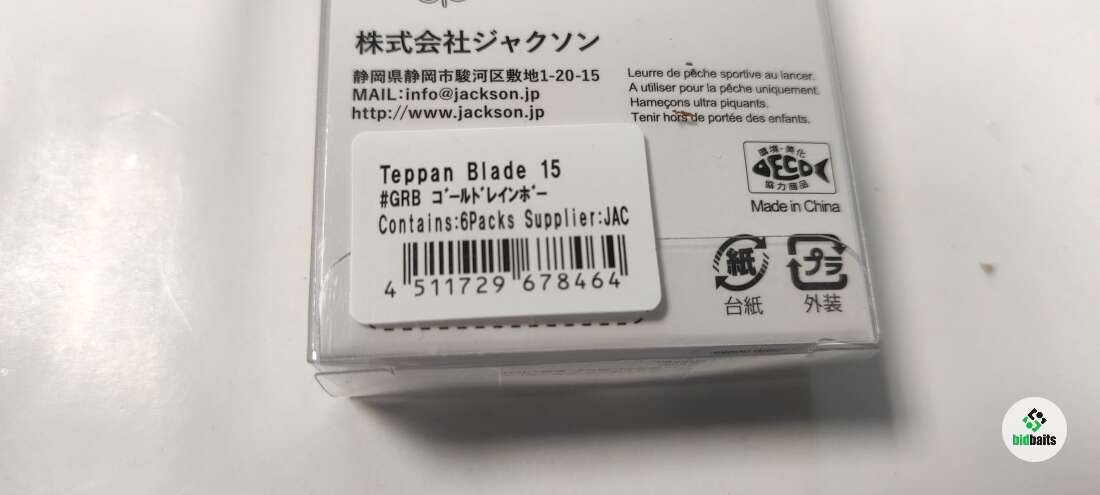 株式会社ジャクソン
静岡県静岡市駿河区敷地1-20-15
MAIL:info@jackson.jp
http://www.jackson.jp
Leurre de pêche sportive au lancer.
A utiliser pour la pêche uniquement.
Hameçons ultra piquants.
Tenir hors de portée des enfants.
Teppan Blade 15
#GRB ゴールドレインボー
Contains:6Packs Supplier:JAC
4 511729 678464
環境・美化
ECO
協力商品
Made in China
紙
台紙
プラ
外装
bidbaits